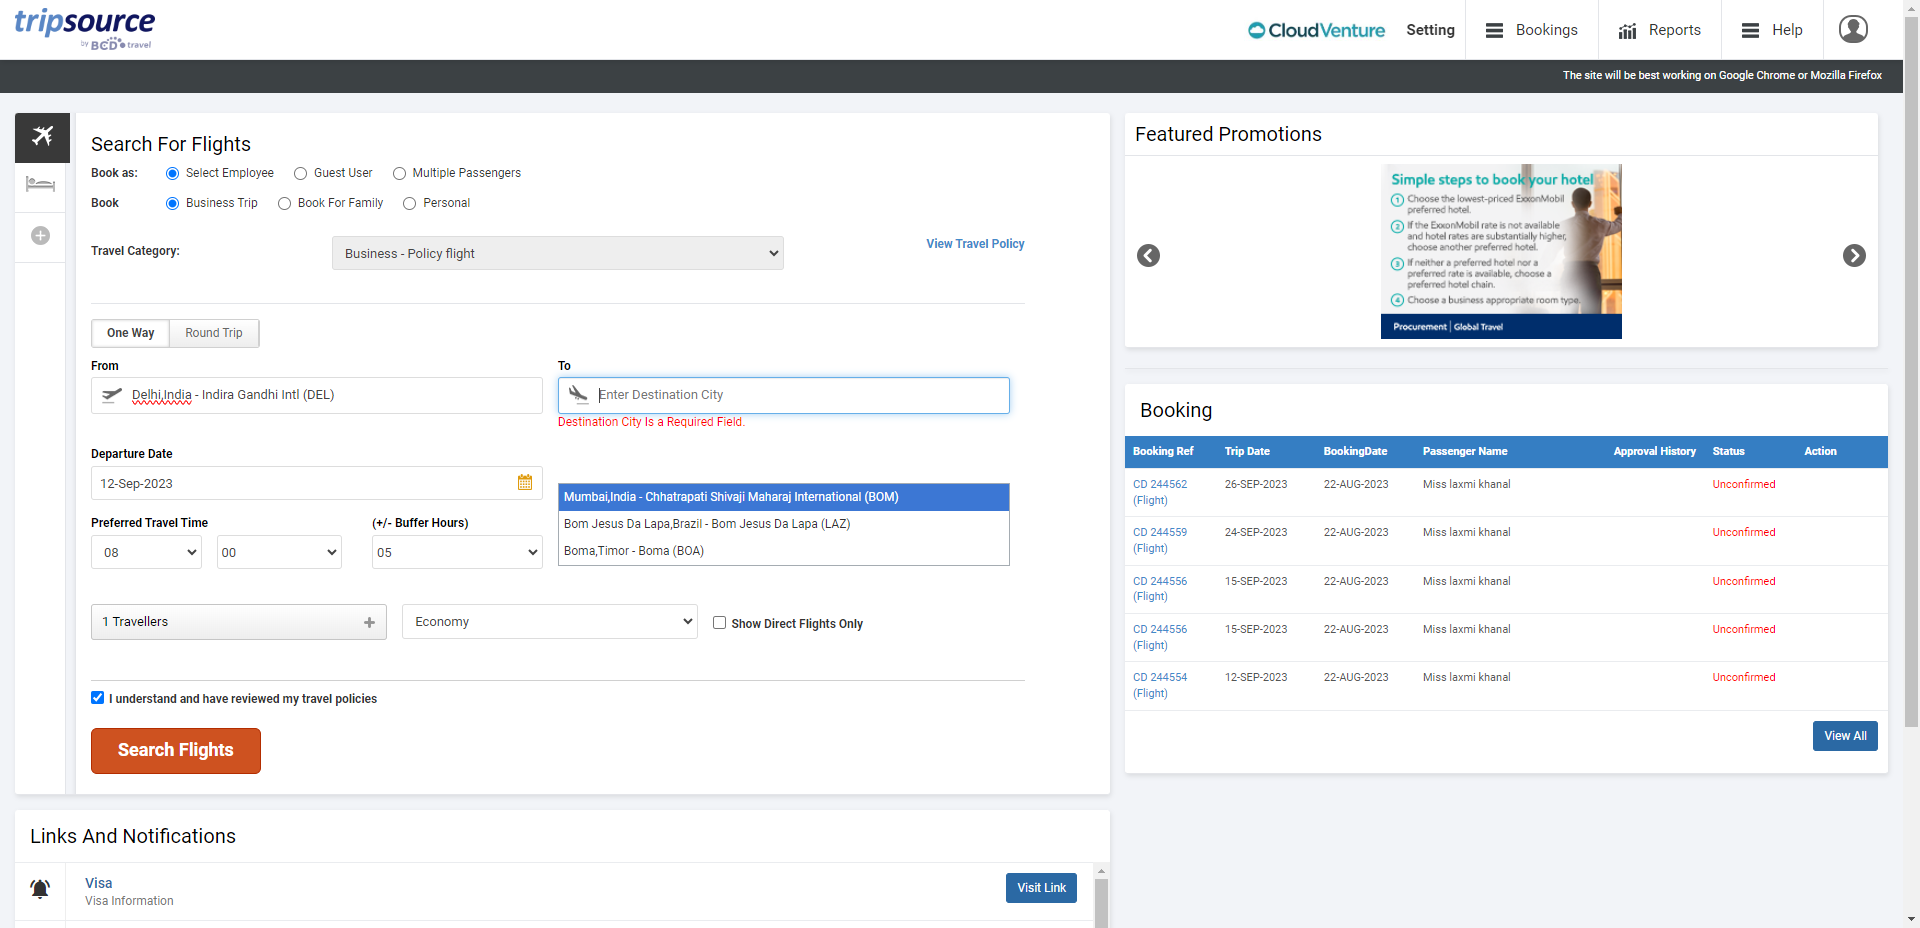 tripsource
by BCD travel
CloudVenture
Setting
Bookings
Reports
Help
The site will be best working on Google Chrome or Mozilla Firefox
Search For Flights
Book as: Select Employee Guest User Multiple Passengers
Book Business Trip Book For Family Personal
Travel Category: Business - Policy flight View Travel Policy
One Way Round Trip
From
Delhi,India - Indira Gandhi Intl (DEL)
To
Enter Destination City
Destination City Is a Required Field.
Departure Date
12-Sep-2023
Mumbai,India - Chhatrapati Shivaji Maharaj International (BOM)
Bom Jesus Da Lapa,Brazil - Bom Jesus Da Lapa (LAZ)
Boma,Timor - Boma (BOA)
Preferred Travel Time (+/- Buffer Hours)
08 00 05
1 Travellers Economy Show Direct Flights Only
I understand and have reviewed my travel policies
Search Flights
Featured Promotions
Simple steps to book your hotel
1 Choose the lowest-priced ExxonMobil
preferred hotel.
2 If the ExxonMobil rate is not available
and hotel rates are substantially higher,
choose another preferred hotel.
3 If neither a preferred hotel nor a
preferred rate is available, choose a
preferred hotel chain.
4 Choose a business appropriate room type.
Procurement | Global Travel
Booking
Booking Ref Trip Date BookingDate Passenger Name Approval History Status Action
CD 244562 26-SEP-2023 22-AUG-2023 Miss laxmi khanal Unconfirmed
(Flight)
CD 244559 24-SEP-2023 22-AUG-2023 Miss laxmi khanal Unconfirmed
(Flight)
CD 244556 15-SEP-2023 22-AUG-2023 Miss laxmi khanal Unconfirmed
(Flight)
CD 244556 15-SEP-2023 22-AUG-2023 Miss laxmi khanal Unconfirmed
(Flight)
CD 244554 12-SEP-2023 22-AUG-2023 Miss laxmi khanal Unconfirmed
(Flight)
View All
Links And Notifications
Visa
Visa Information
Visit Link